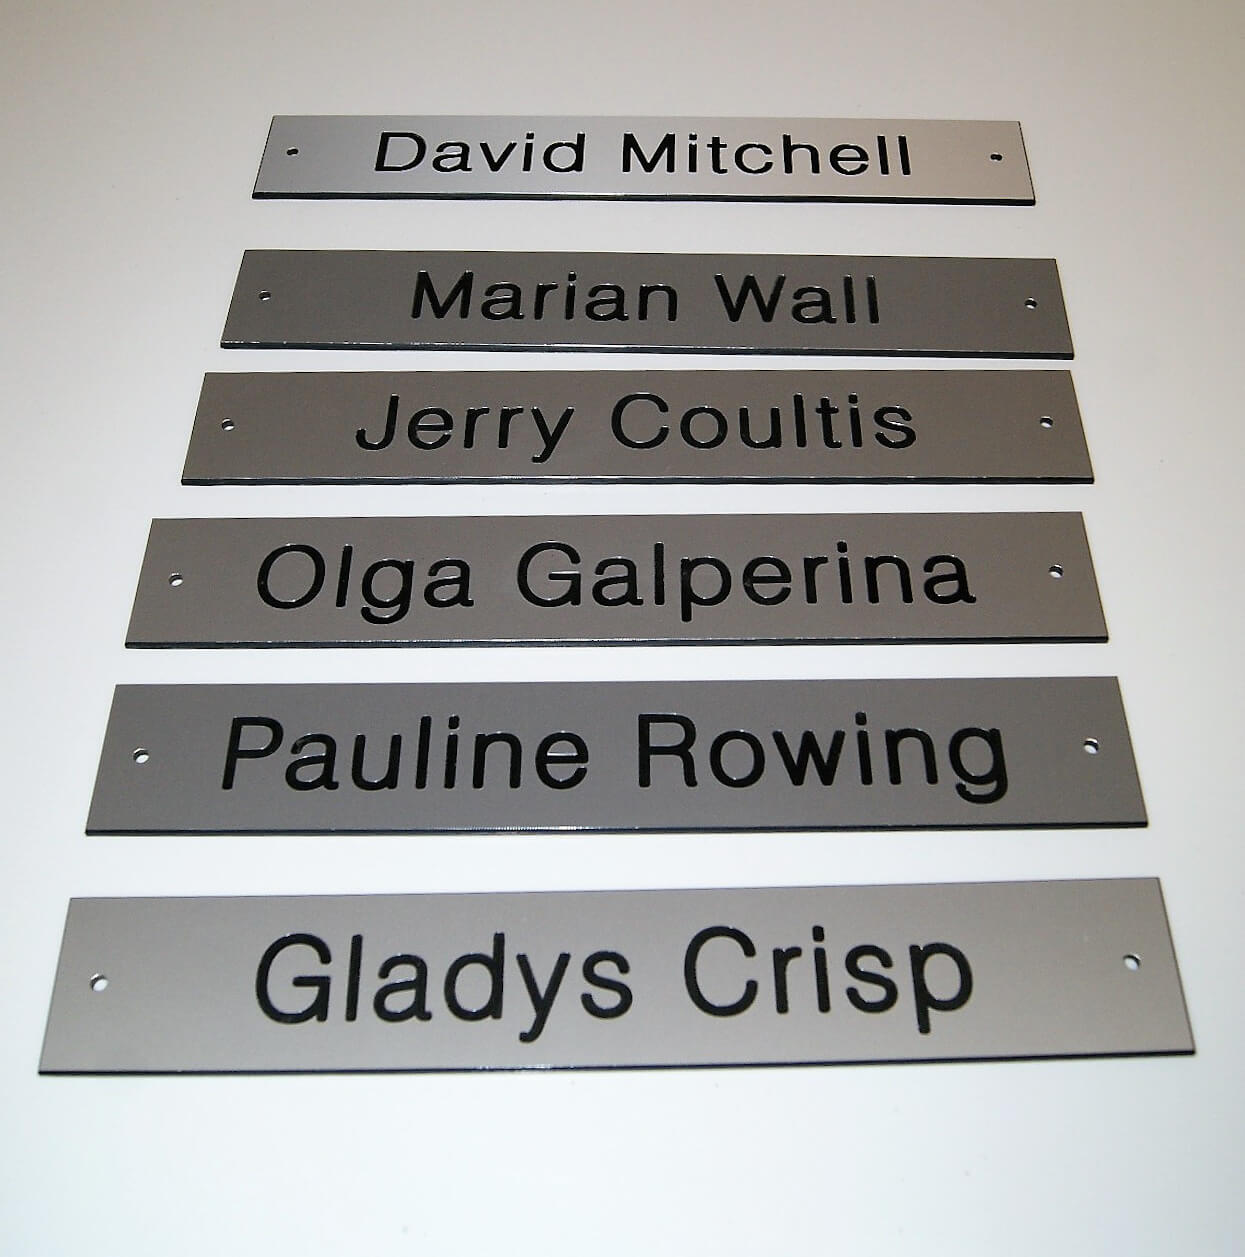 David Mitchell
Marian Wall
Jerry Coultis
Olga Galperina
Pauline Rowing
Gladys Crisp